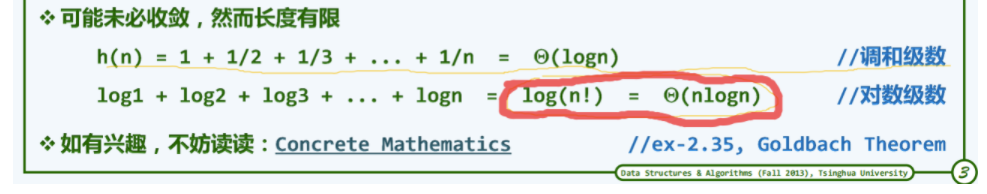 ❖可能未必收敛，然而长度有限
h(n) = 1 + 1/2 + 1/3 + ... + 1/n = Θ(logn) //调和级数
log1 + log2 + log3 + ... + logn = log(n!) = Θ(nlogn) //对数级数
❖如有兴趣，不妨读读：Concrete Mathematics //ex-2.35, Goldbach Theorem
Data Structures & Algorithms (Fall 2013), Tsinghua University 3